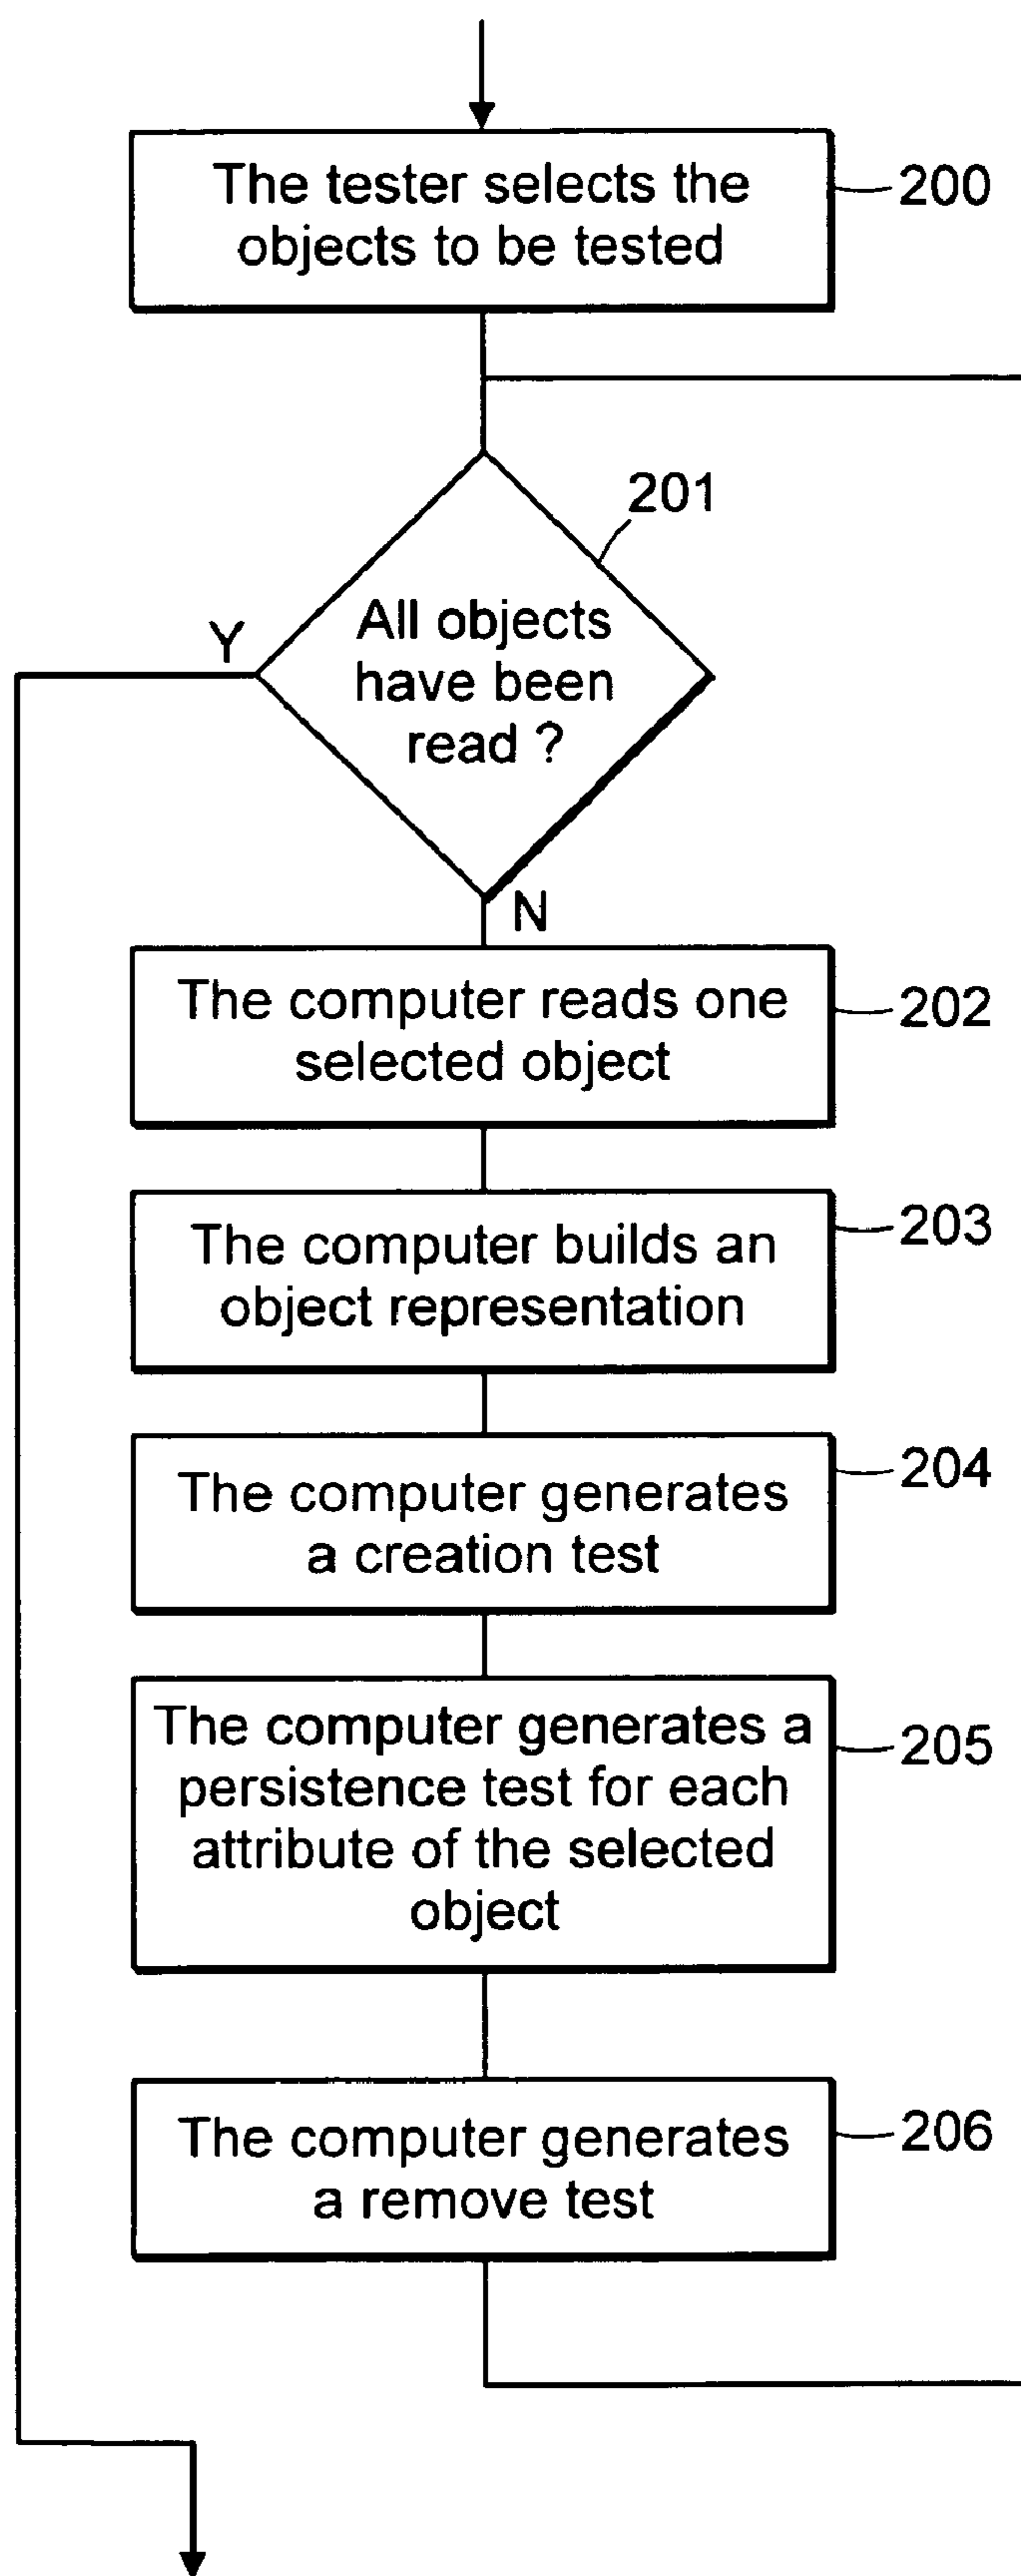 The tester selects the
objects to be tested
200
201
All objects
have been
read ?
Y
N
The computer reads one
selected object
202
The computer builds an
object representation
203
The computer generates
a creation test
204
The computer generates a
persistence test for each
attribute of the selected
object
205
The computer generates
a remove test
206